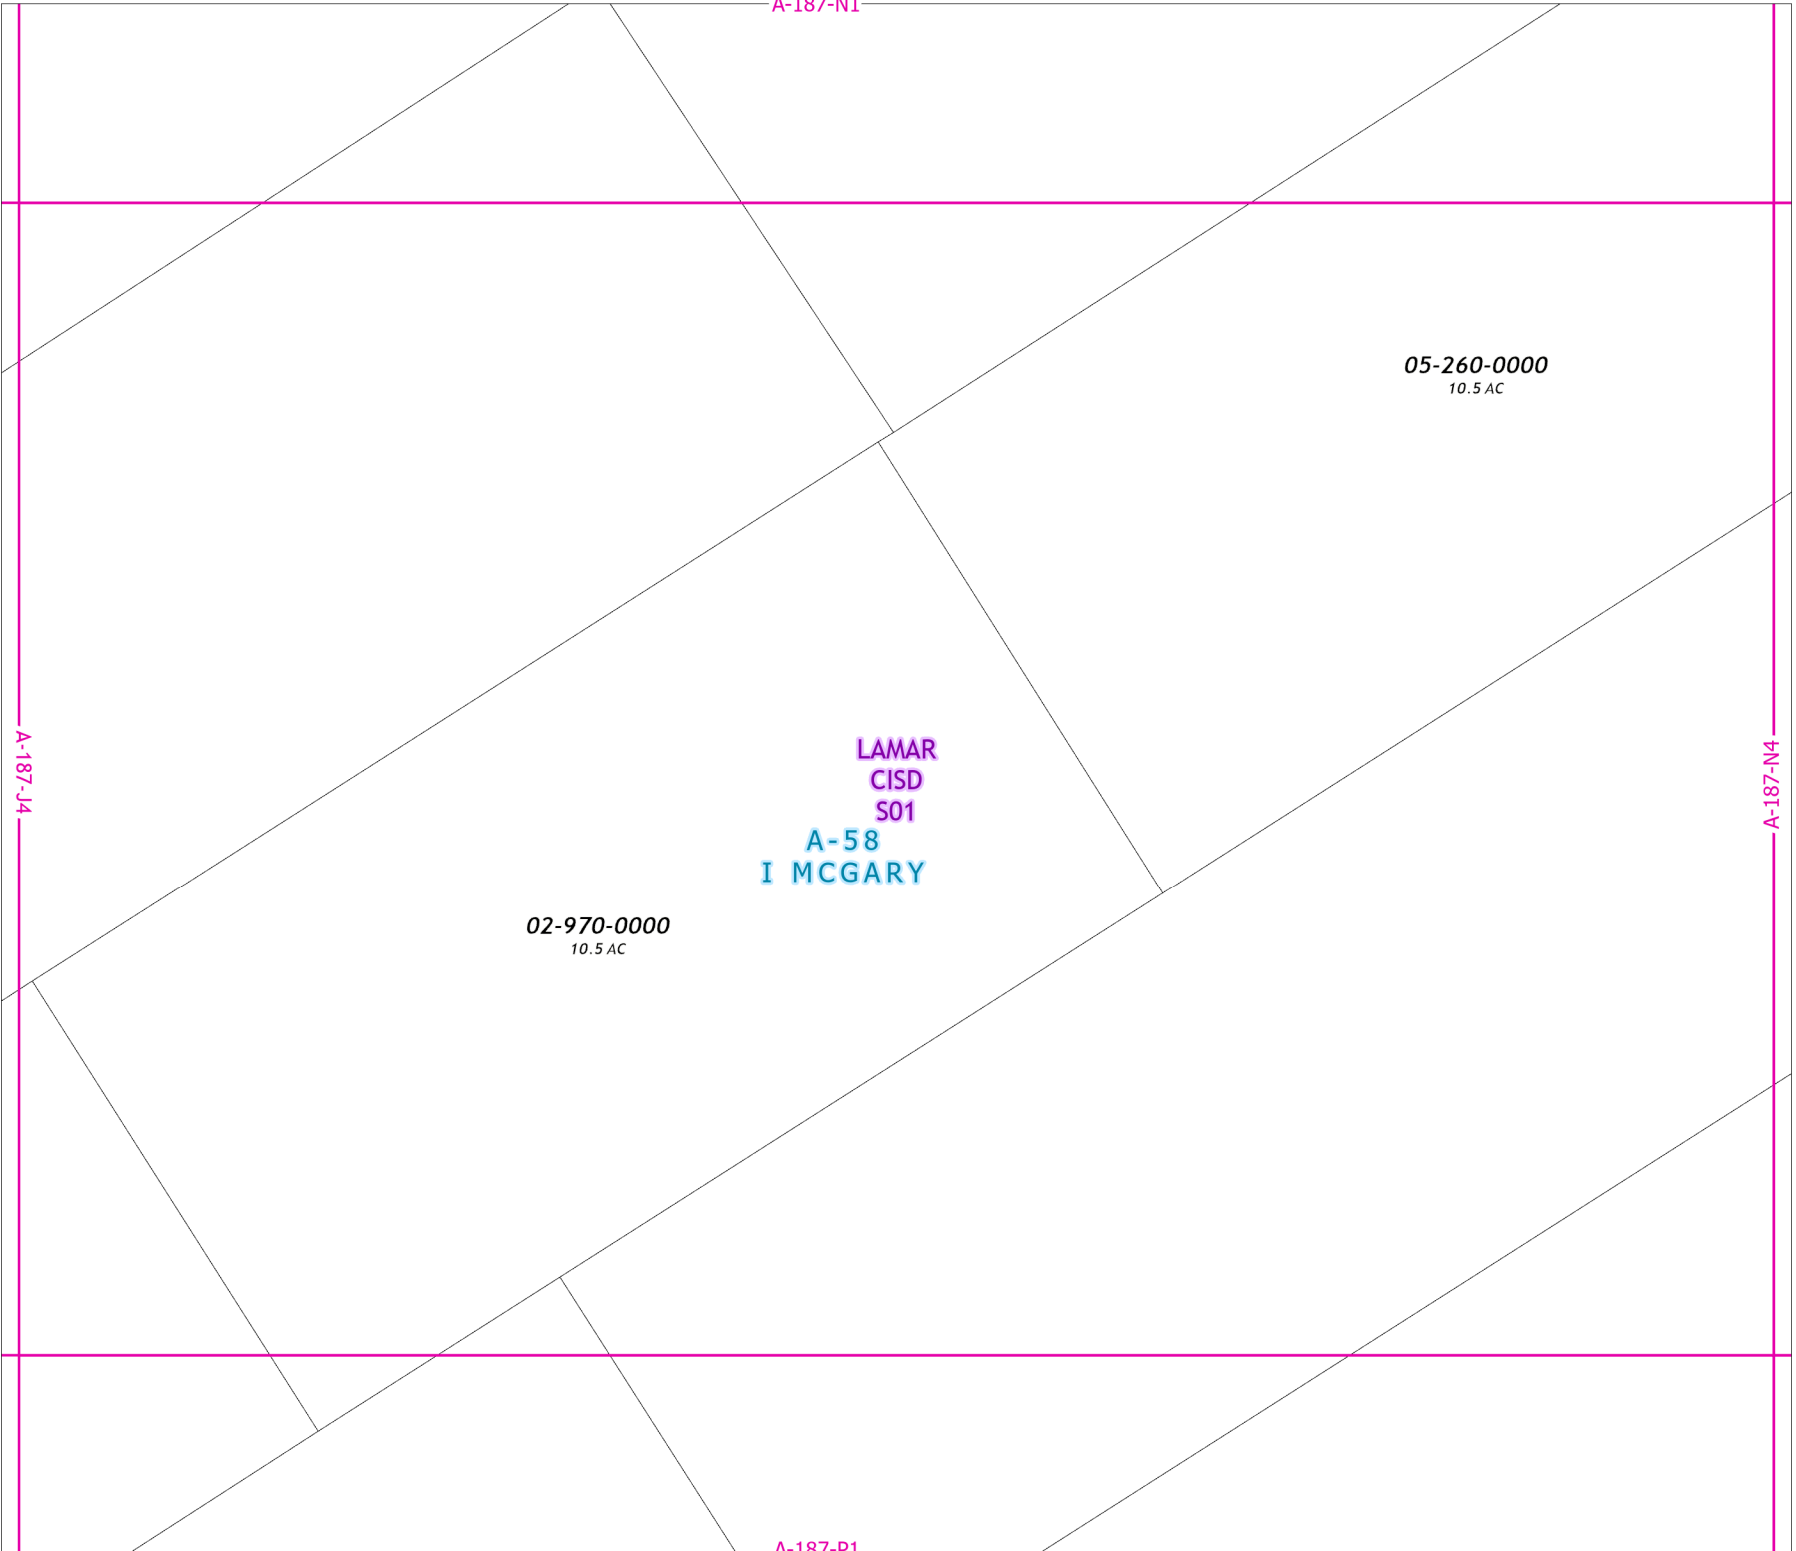 A-187-N1
05-260-0000
10.5 AC
A-187-J4
A-187-N4
LAMAR
CISD
S01
A-58
I MCGARY
02-970-0000
10.5 AC
A-187-P1